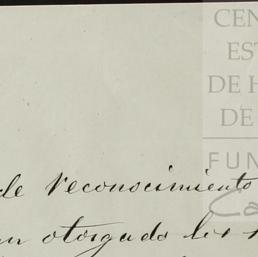 CEN
EST
DE H
DE
FUN
de reconocimiento
otorgado los